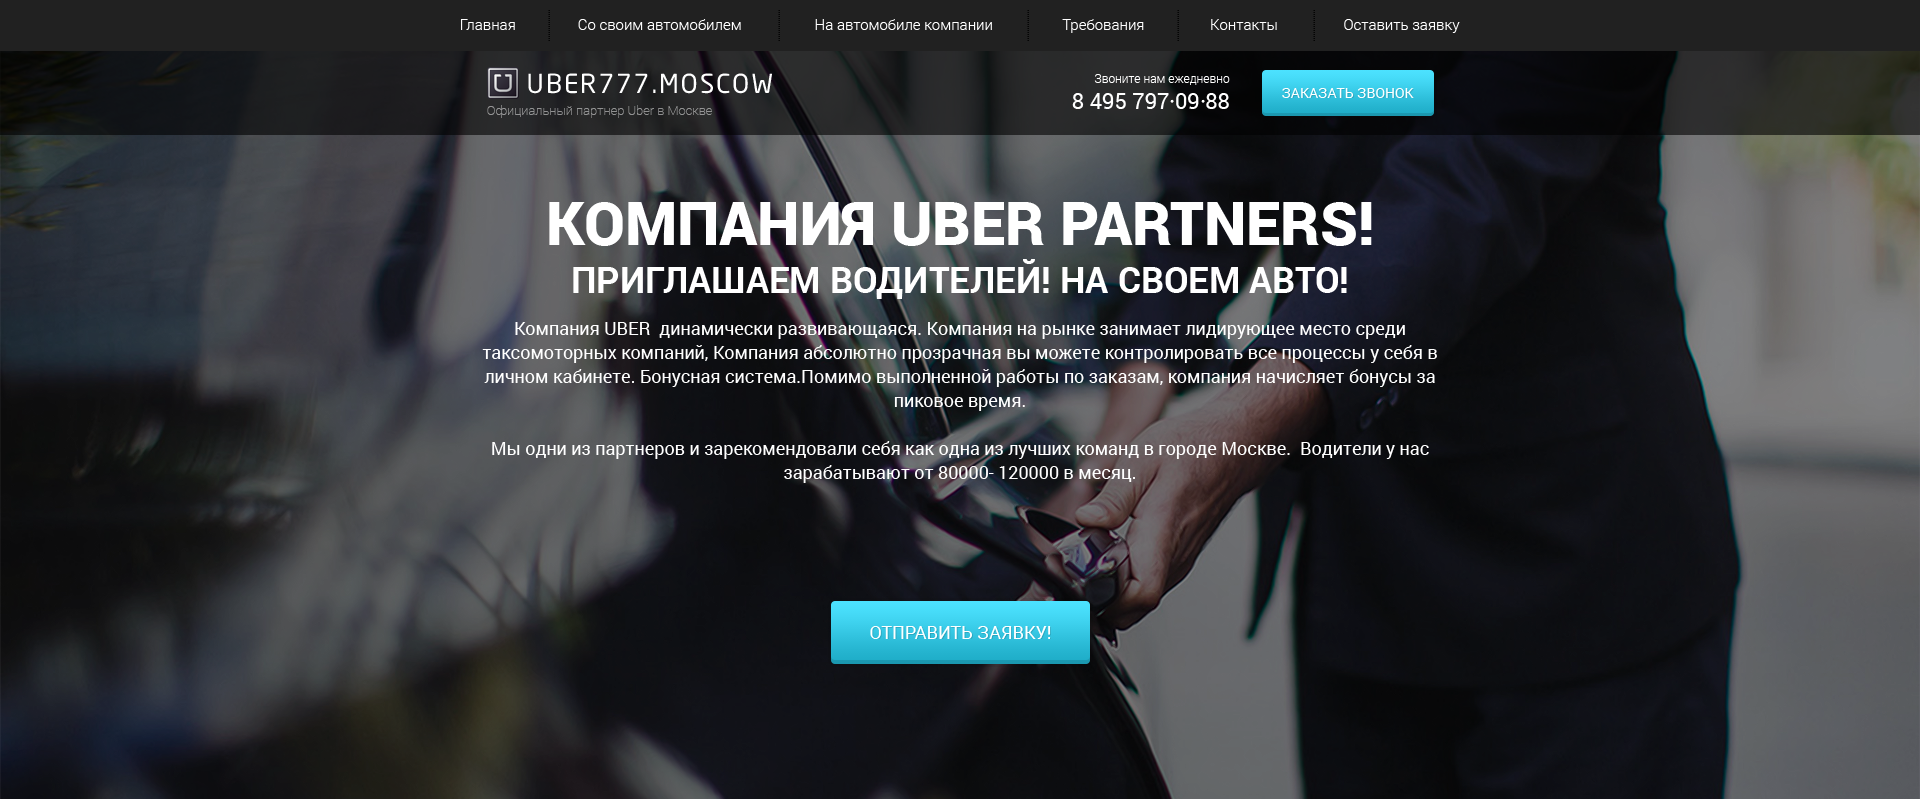 Главная
Со своим автомобилем
На автомобиле компании
Требования
Контакты
Оставить заявку
UBER777.MOSCOW
Официальный партнер Uber в Москве
Звоните нам ежедневно
8 495 797·09·88
ЗАКАЗАТЬ ЗВОНОК
КОМПАНИЯ UBER PARTNERS!
ПРИГЛАШАЕМ ВОДИТЕЛЕЙ! НА СВОЕМ АВТО!
Компания UBER  динамически развивающаяся. Компания на рынке занимает лидирующее место среди
таксомоторных компаний, Компания абсолютно прозрачная вы можете контролировать все процессы у себя в
личном кабинете. Бонусная система.Помимо выполненной работы по заказам, компания начисляет бонусы за
пиковое время.
Мы одни из партнеров и зарекомендовали себя как одна из лучших команд в городе Москве.  Водители у нас
зарабатывают от 80000- 120000 в месяц.
ОТПРАВИТЬ ЗАЯВКУ!